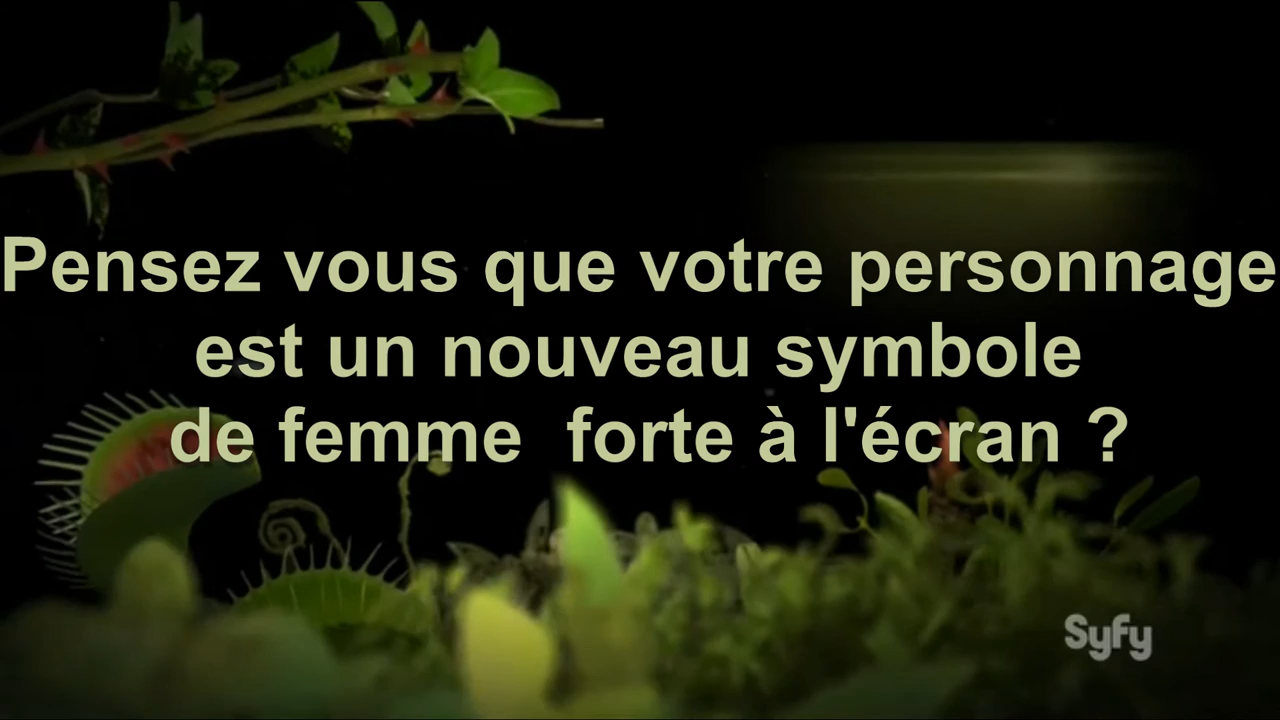 Pensez vous que votre personnage
est un nouveau symbole
de femme  forte à l'écran ?
Syfy